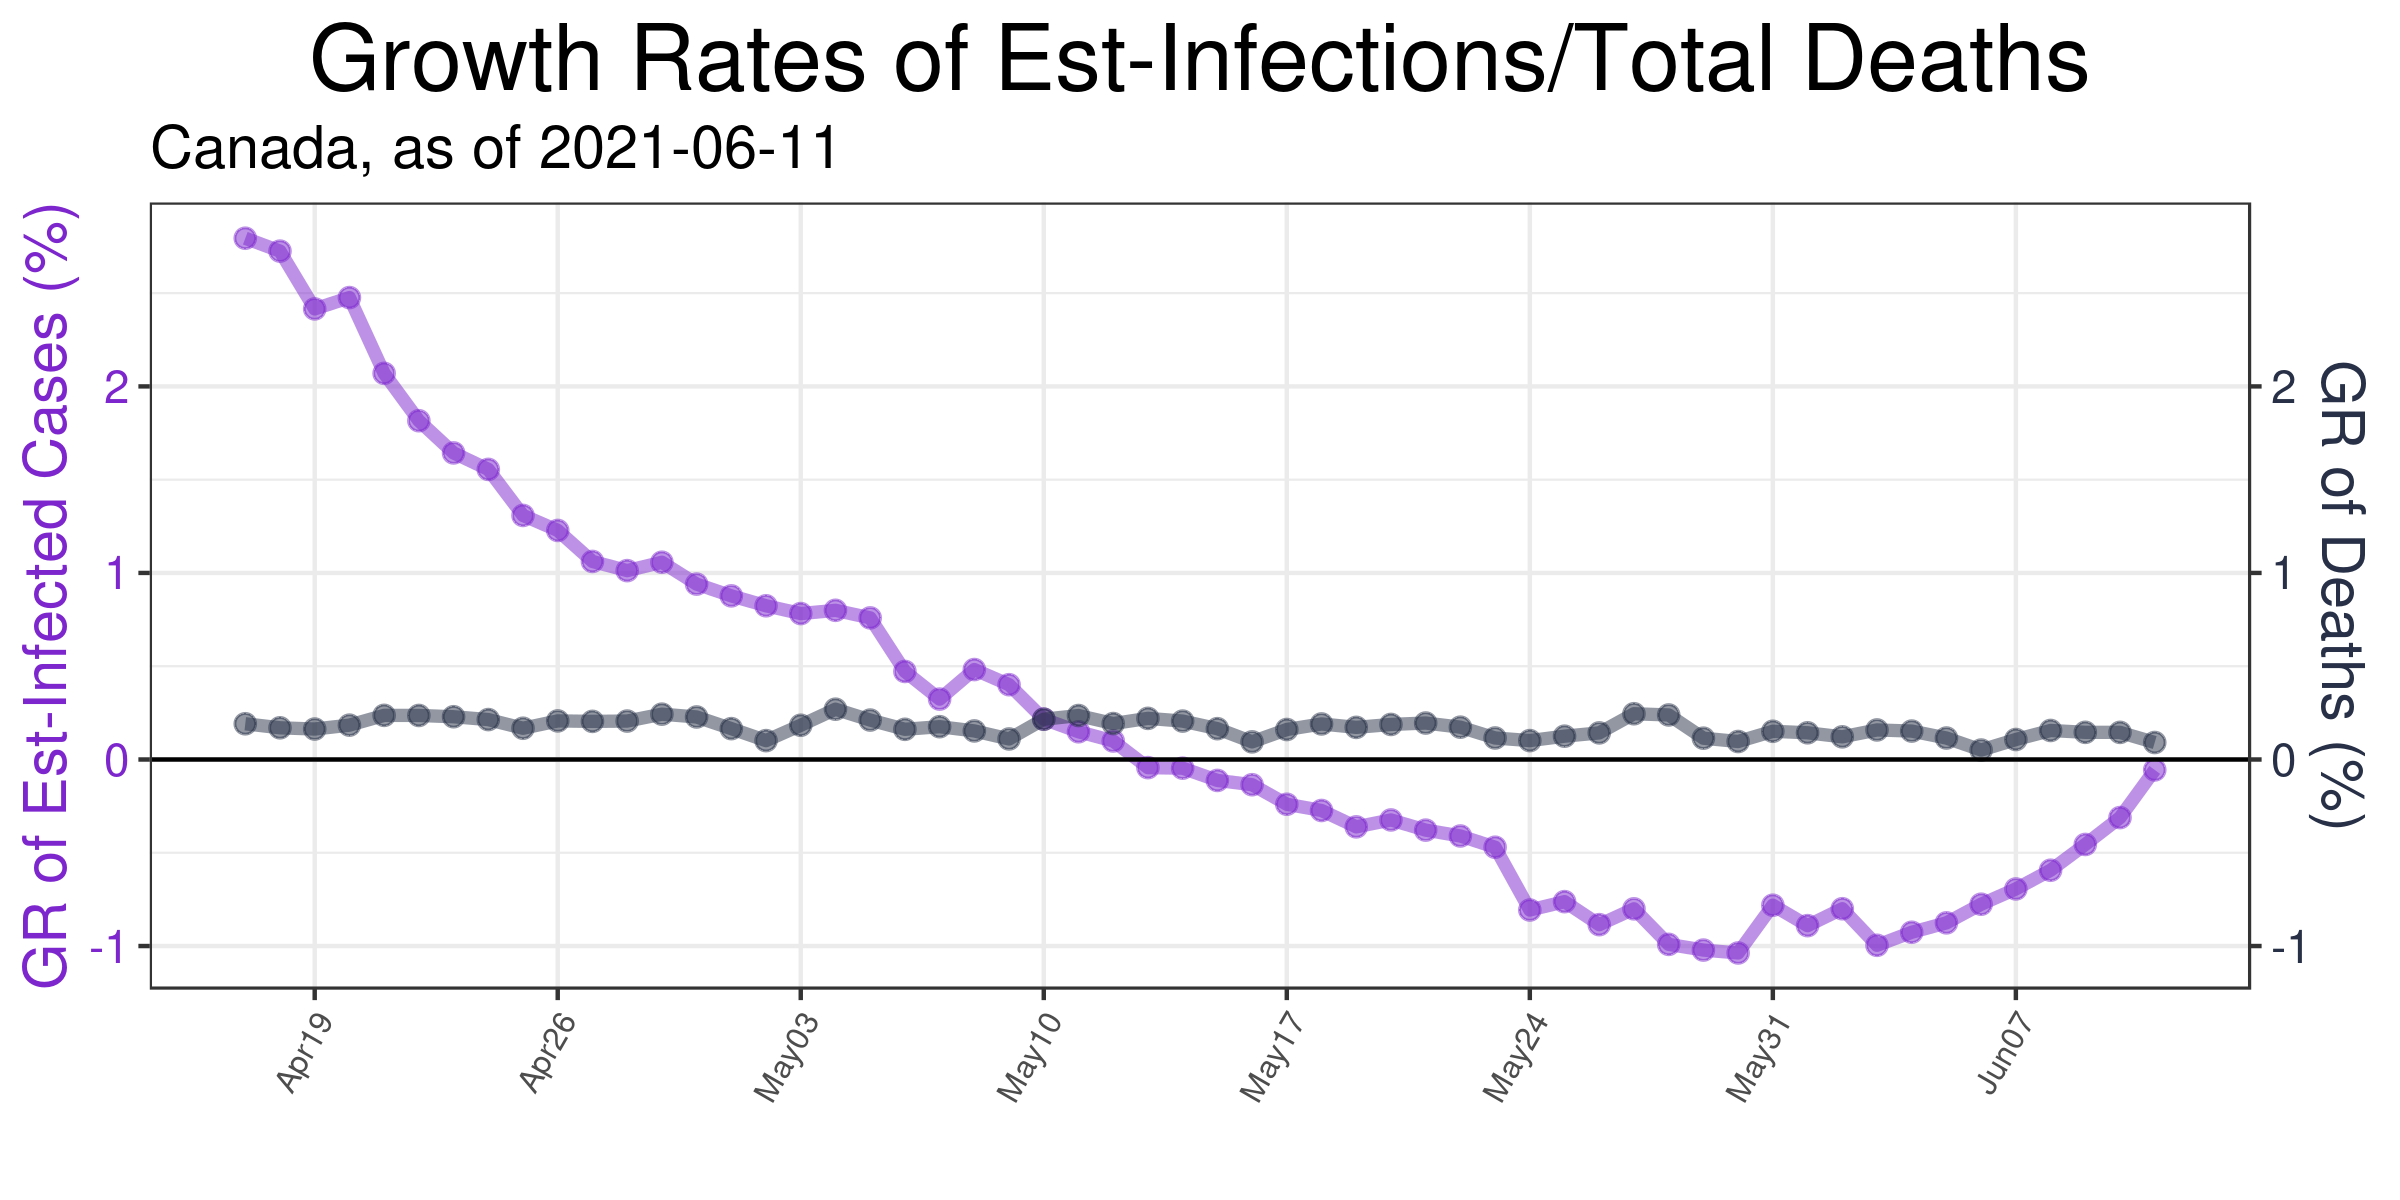 Growth Rates of Est-Infections/Total Deaths
Canada, as of 2021-06-11
GR of Est-Infected Cases (%)
2
1
0
-1
2
1
0
-1
GR of Deaths (%)
Apr19
Apr26
May03
May10
May17
May24
May31
Jun07